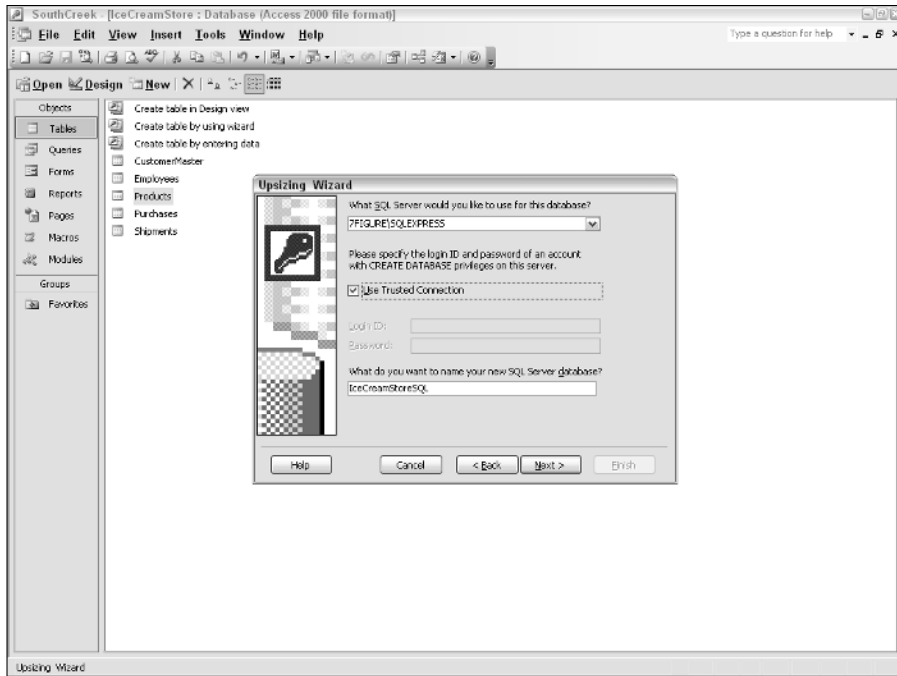 SouthCreek - [IceCreamStore : Database (Access 2000 file format)]
File Edit View Insert Tools Window Help
Type a question for help
Open Design New
Objects
Tables
Queries
Forms
Reports
Pages
Macros
Modules
Groups
Favorites
Create table in Design view
Create table by using wizard
Create table by entering data
CustomerMaster
Employees
Products
Purchases
Shipments
Upsizing Wizard
What SQL Server would you like to use for this database?
7FIGURE\SQLEXPRESS
Please specify the login ID and password of an account
with CREATE DATABASE privileges on this server.
Use Trusted Connection
Login ID:
Password:
What do you want to name your new SQL Server database?
IceCreamStoreSQL
Help Cancel < Back Next > Finish
Upsizing Wizard